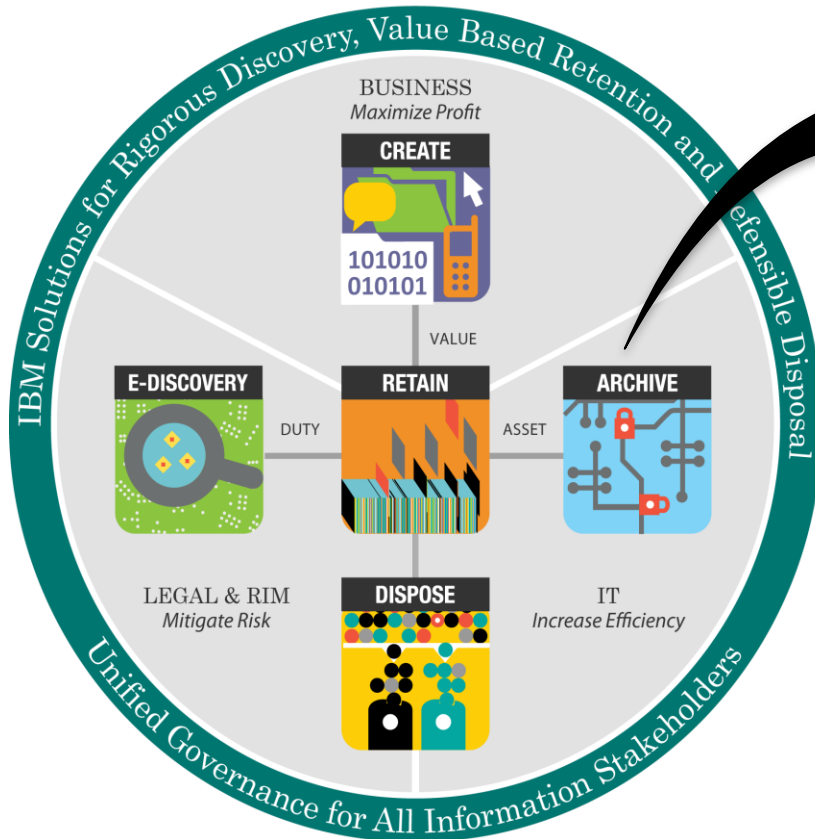 IBM Solutions for Rigorous Discovery, Value Based Retention and Defensible Disposal
BUSINESS
Maximize Profit
CREATE
101010
010101
VALUE
E-DISCOVERY
DUTY
RETAIN
ASSET
ARCHIVE
LEGAL & RIM
Mitigate Risk
DISPOSE
IT
Increase Efficiency
Unified Governance for All Information Stakeholders